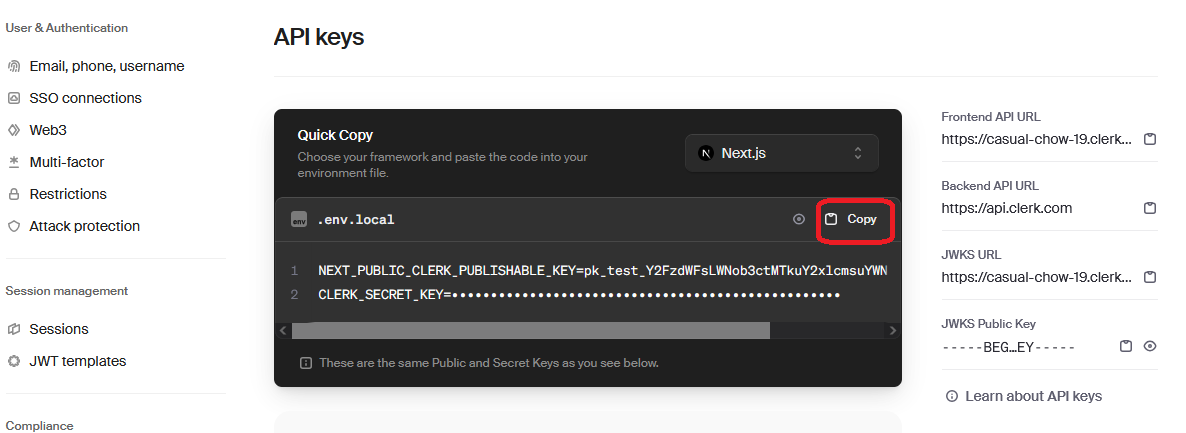 User & Authentication
Email, phone, username
SSO connections
Web3
Multi-factor
Restrictions
Attack protection
Session management
Sessions
JWT templates
Compliance
API keys
Quick Copy
Choose your framework and paste the code into your
environment file.
N Next.js
env .env.local
Copy
1 NEXT_PUBLIC_CLERK_PUBLISHABLE_KEY=pk_test_Y2FzdWFsLWNob3ctMTkuY2xlcmsuYWN
2 CLERK_SECRET_KEY=••••••••••••••••••••••••••••••••••••••••••••••••••
These are the same Public and Secret Keys as you see below.
Frontend API URL
https://casual-chow-19.clerk...
Backend API URL
https://api.clerk.com
JWKS URL
https://casual-chow-19.clerk...
JWKS Public Key
-----BEG…EY-----
Learn about API keys